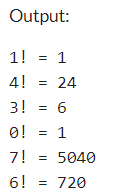 Output:
1! = 1
4! = 24
3! = 6
0! = 1
7! = 5040
6! = 720